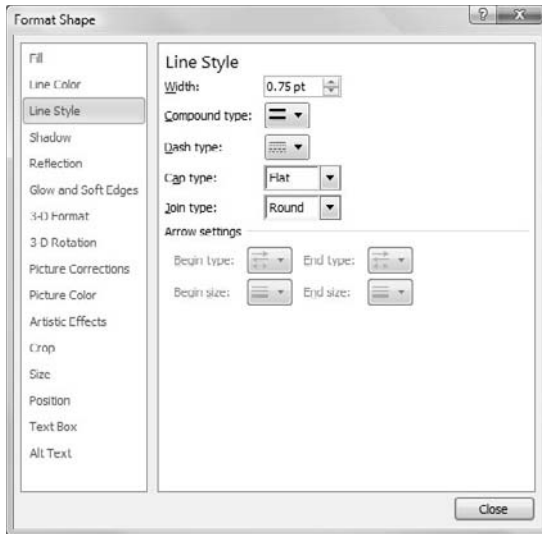 Format Shape
Fill
Line Color
Line Style
Shadow
Reflection
Glow and Soft Edges
3-D Format
3-D Rotation
Picture Corrections
Picture Color
Artistic Effects
Crop
Size
Position
Text Box
Alt Text
Line Style
Width: 0.75 pt
Compound type:
Dash type:
Cap type: Flat
Join type: Round
Arrow settings
Begin type: End type:
Begin size: End size:
Close